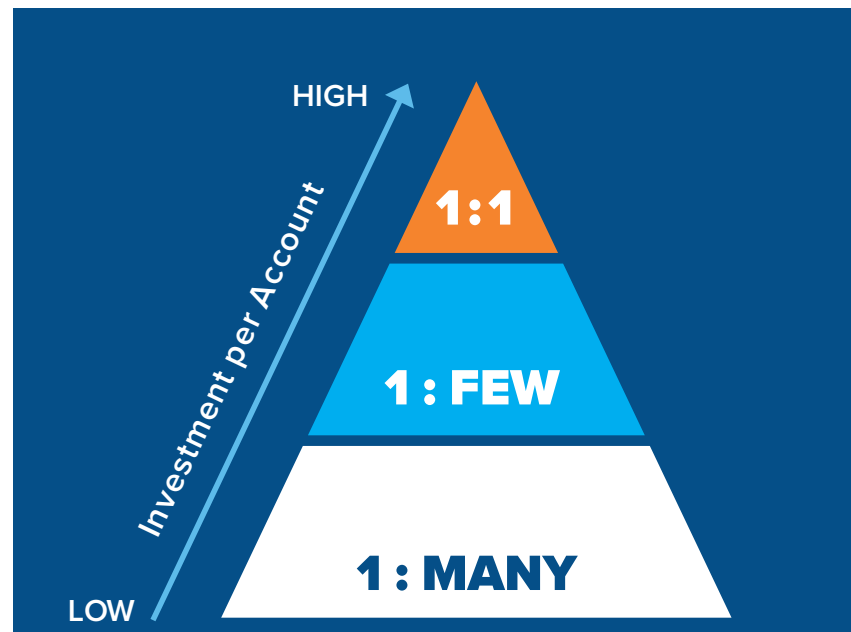 HIGH
1:1
Investment per Account
1 : FEW
1 : MANY
LOW